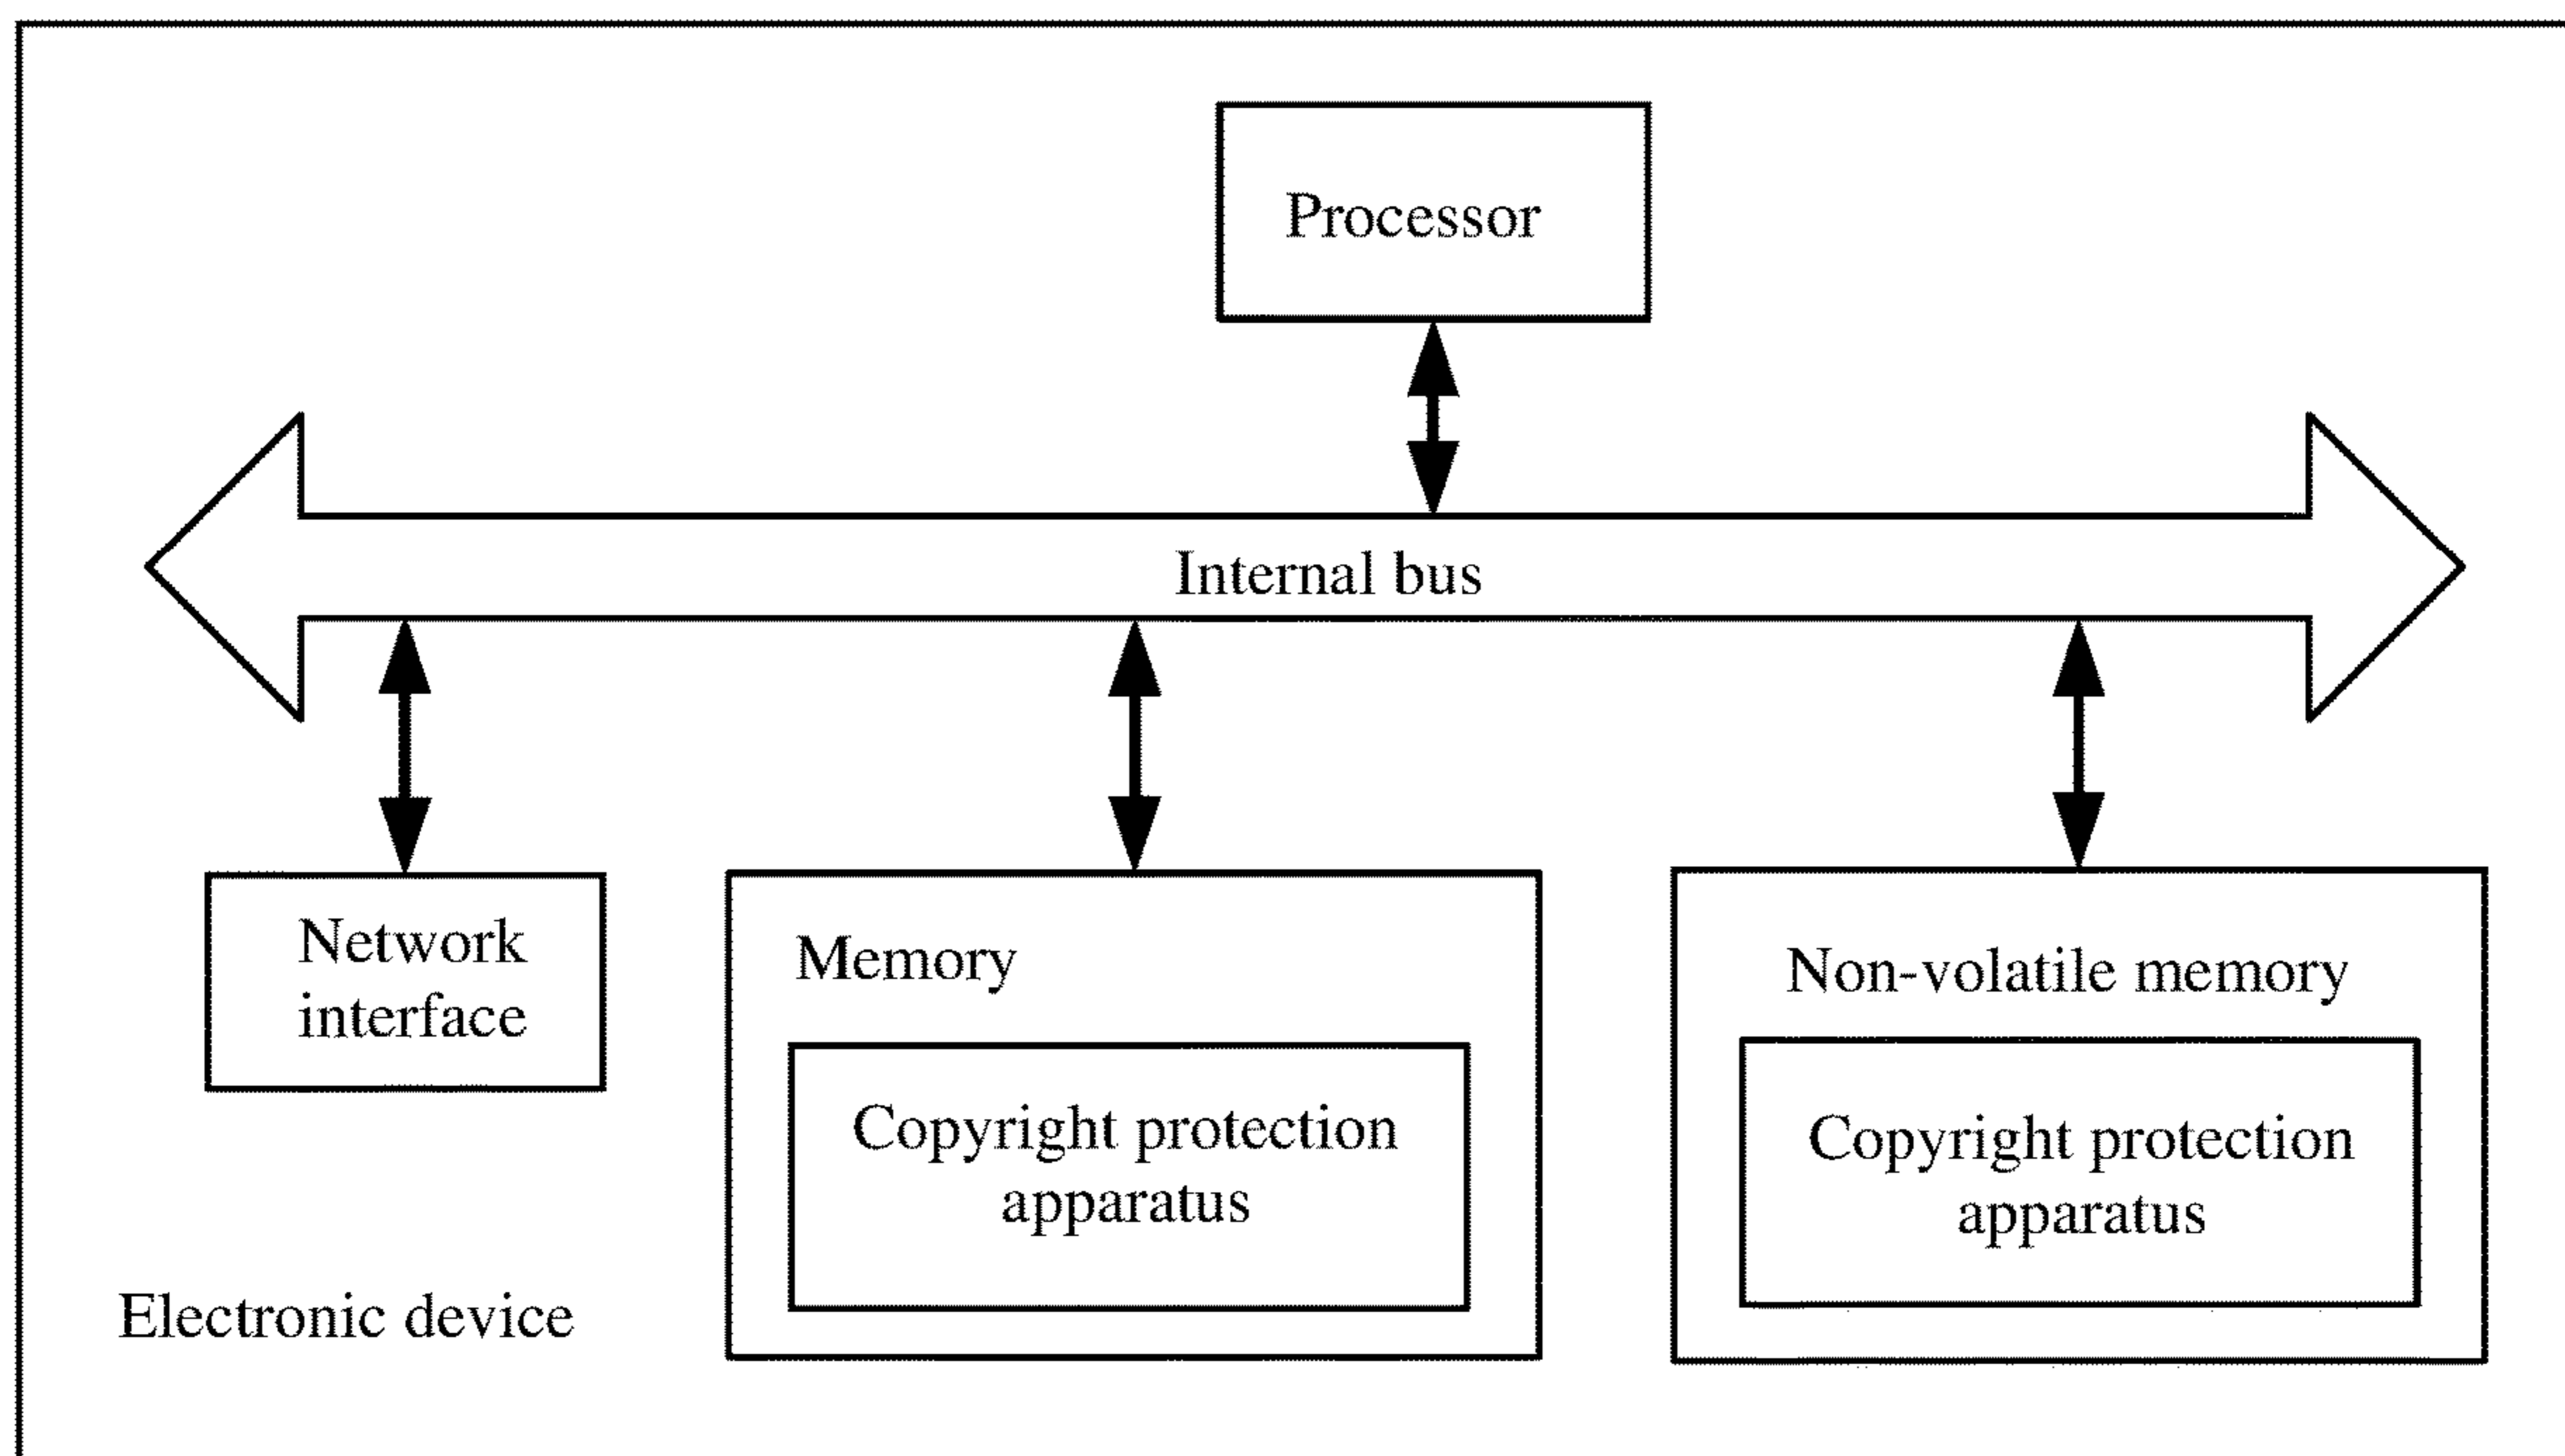 Processor
Internal bus
Network
interface
Memory
Copyright protection
apparatus
Non-volatile memory
Copyright protection
apparatus
Electronic device